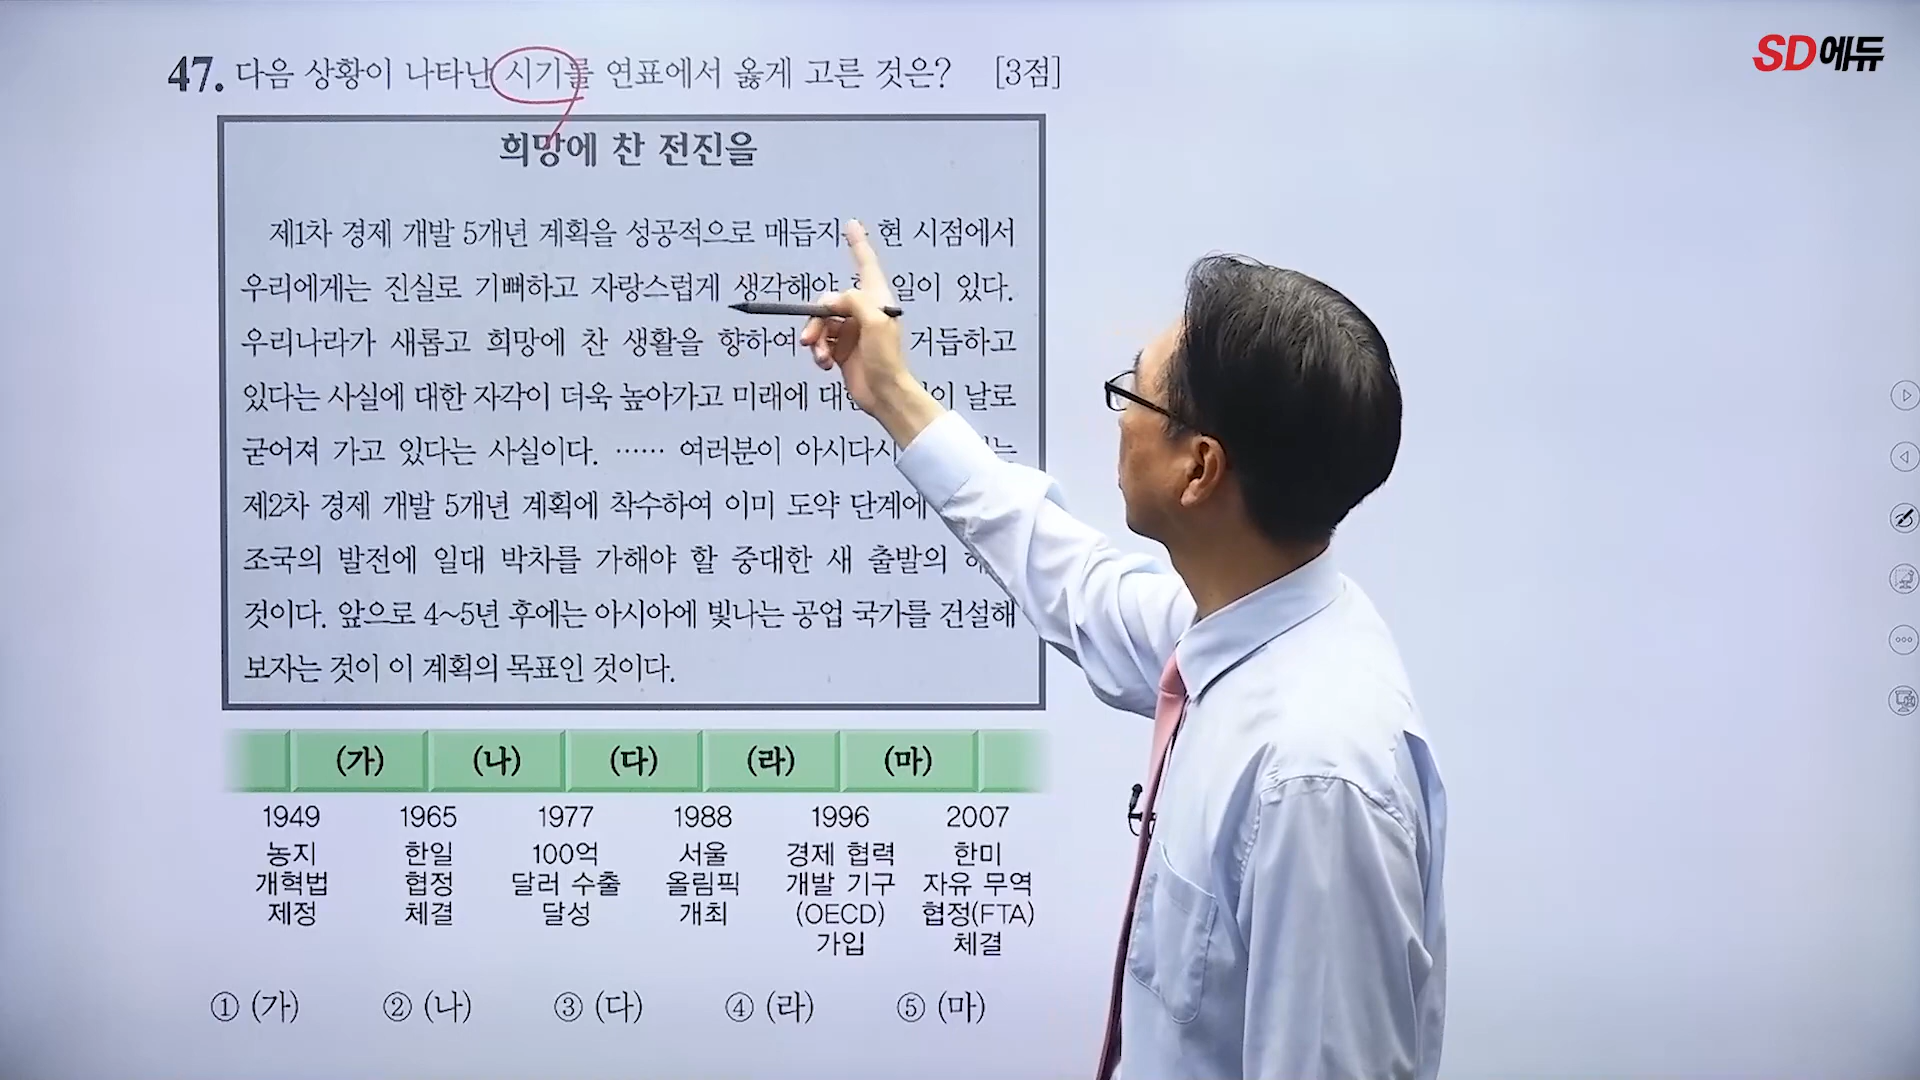 SD에듀
47. 다음 상황이 나타난 시기를 연표에서 옳게 고른 것은? [3점]
희망에 찬 전진을
제1차 경제 개발 5개년 계획을 성공적으로 매듭지 현 시점에서
우리에게는 진실로 기뻐하고 자랑스럽게 생각해야 일이 있다.
우리나라가 새롭고 희망에 찬 생활을 향하여 거듭하고
있다는 사실에 대한 자각이 더욱 높아가고 미래에 날로
굳어져 가고 있다는 사실이다. …… 여러분이 아시다시
제2차 경제 개발 5개년 계획에 착수하여 이미 도약 단계에
조국의 발전에 일대 박차를 가해야 할 중대한 새 출발의
것이다. 앞으로 4~5년 후에는 아시아에 빛나는 공업 국가를 건설해
보자는 것이 이 계획의 목표인 것이다.
(가) (나) (다) (라) (마)
1949 1965 1977 1988 1996 2007
농지 한일 100억 서울 경제 협력 한미
개혁법 협정 달러 수출 올림픽 개발 기구 자유 무역
제정 체결 달성 개최 (OECD) 협정(FTA)
가입 체결
① (가) ② (나) ③ (다) ④ (라) ⑤ (마)